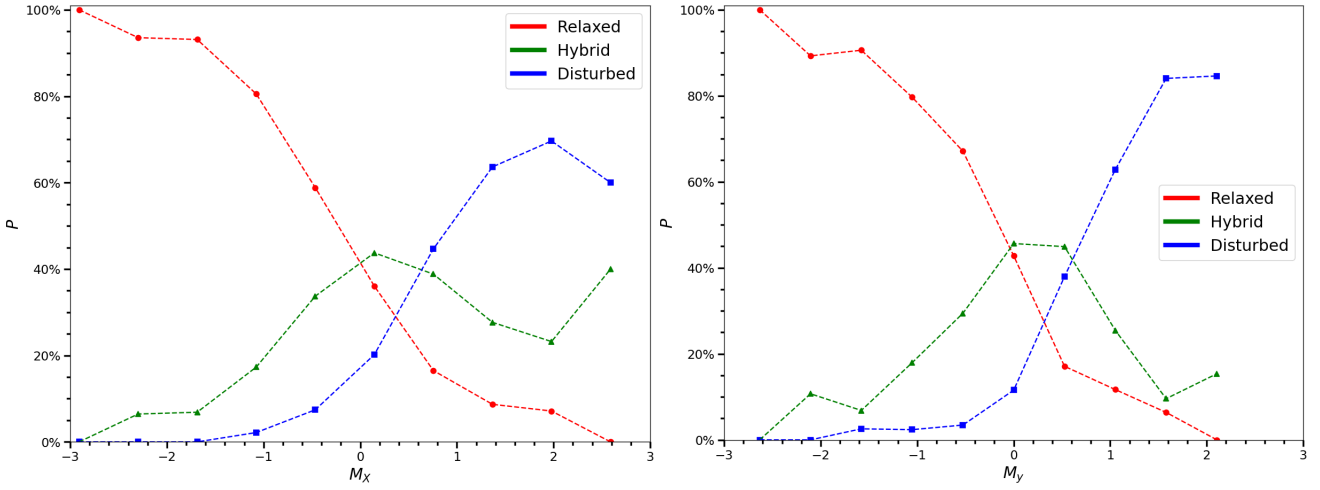 100%
80%
60%
40%
20%
0%
P
−3 −2 −1 0 1 2 3
M_X
Relaxed
Hybrid
Disturbed
100%
80%
60%
40%
20%
0%
P
−3 −2 −1 0 1 2 3
M_y
Relaxed
Hybrid
Disturbed